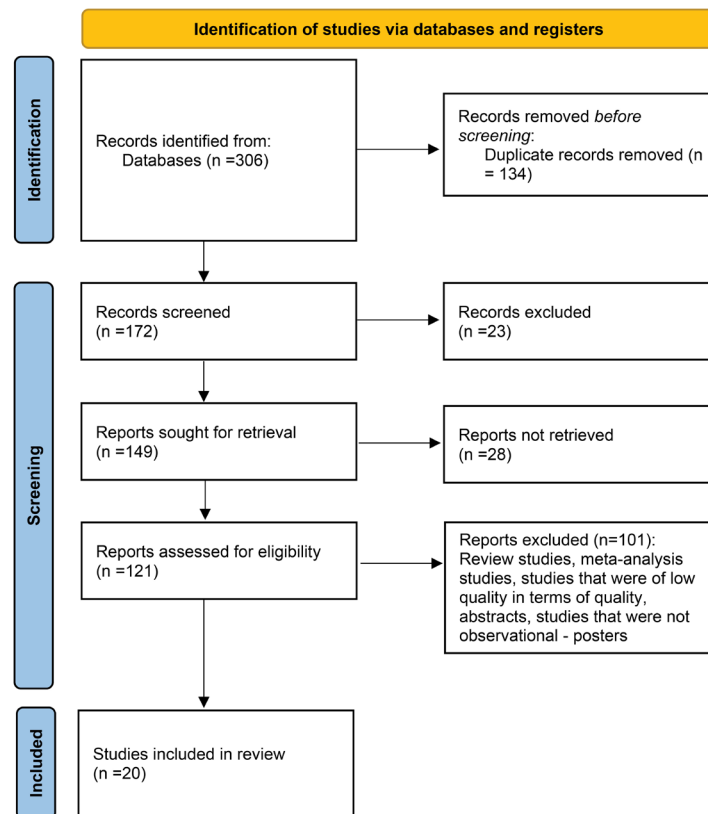 Identification of studies via databases and registers
Identification
Records identified from:
Databases (n =306)
Records removed before
screening:
Duplicate records removed (n
= 134)
Screening
Records screened
(n =172)
Records excluded
(n =23)
Reports sought for retrieval
(n =149)
Reports not retrieved
(n =28)
Reports assessed for eligibility
(n =121)
Reports excluded (n=101):
Review studies, meta-analysis
studies, studies that were of low
quality in terms of quality,
abstracts, studies that were not
observational - posters
Included
Studies included in review
(n =20)